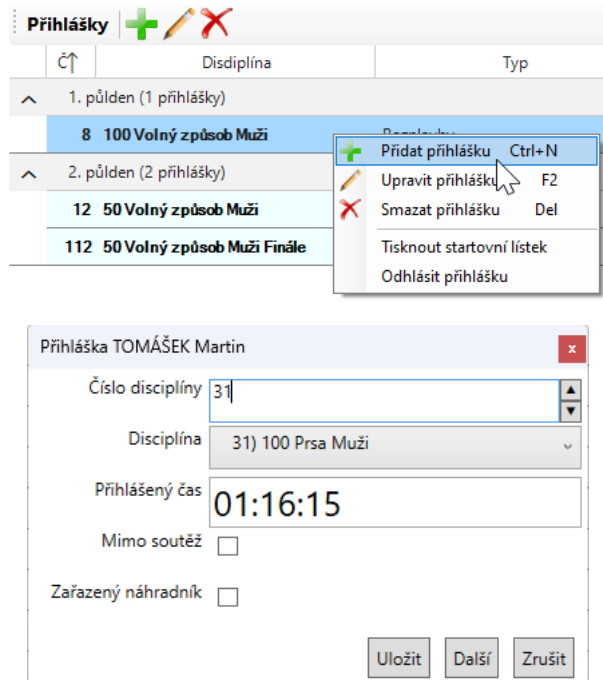 Přihlášky
Č Disdiplína Typ
1. půlden (1 přihlášky)
8 100 Volný způsob Muži
2. půlden (2 přihlášky)
12 50 Volný způsob Muži
112 50 Volný způsob Muži Finále
Přidat přihlášku Ctrl+N
Upravit přihlášku F2
Smazat přihlášku Del
Tisknout startovní lístek
Odhlásit přihlášku
Přihláška TOMÁŠEK Martin x
Číslo disciplíny 31
Disciplína 31) 100 Prsa Muži
Přihlášený čas 01:16:15
Mimo soutěž
Zařazený náhradník
Uložit Další Zrušit